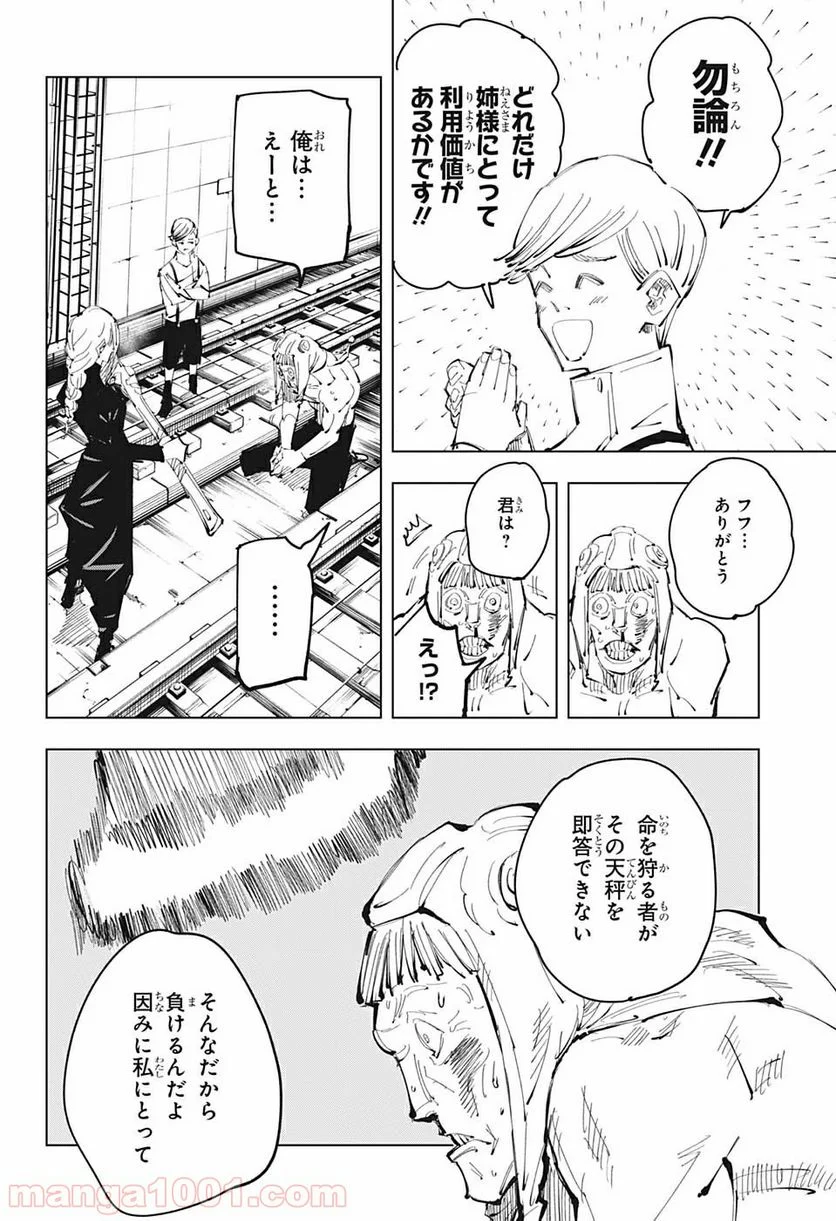 勿論!!
どれだけ
姉様にとって
利用価値が
あるかです!!
俺は…
えーと…
……
フフ…
ありがとう
君は?
えっ!?
命を狩る者が
その天秤を
即答できない
そんなだから
負けるんだよ
因みに私にとって
manga1001.com